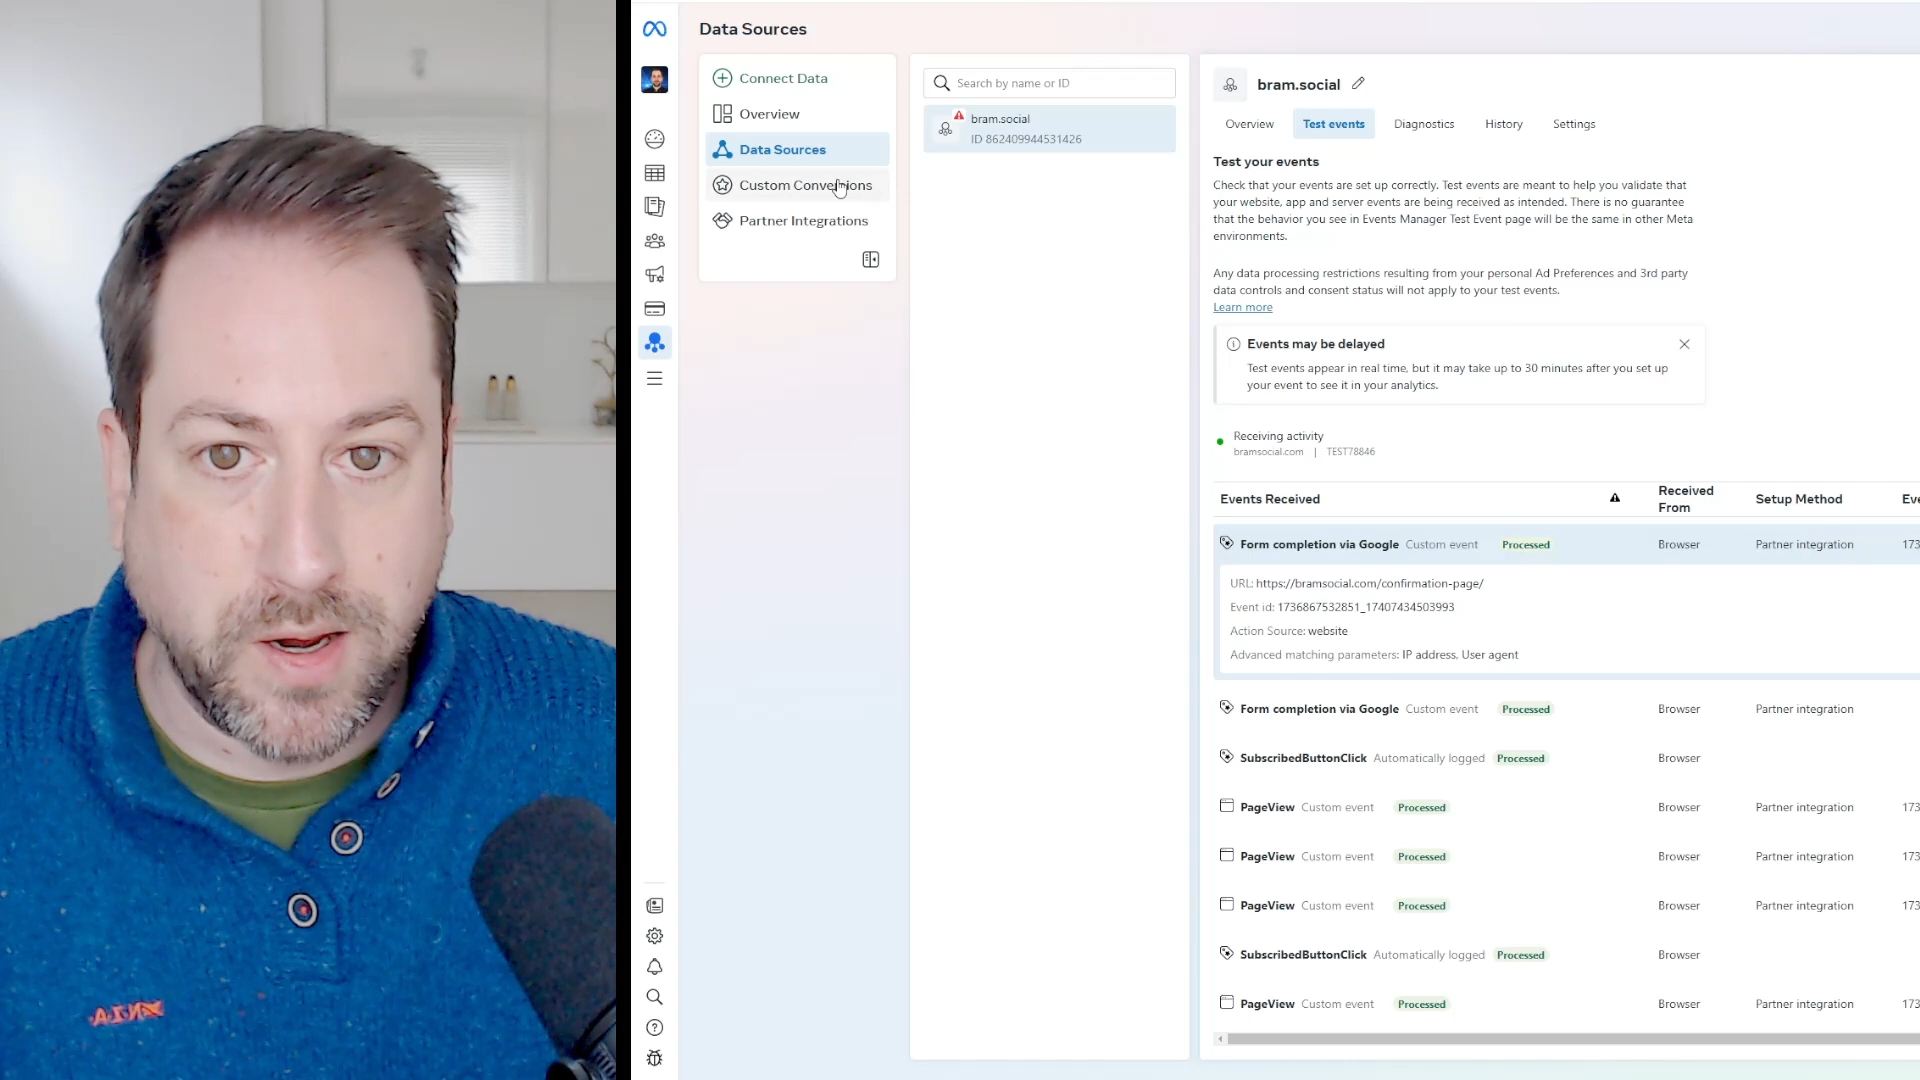 Data Sources
Connect Data
Overview
Data Sources
Custom Conversions
Partner Integrations
Search by name or ID
bram.social
ID 862409944531426
bram.social
Overview
Test events
Diagnostics
History
Settings
Test your events
Check that your events are set up correctly. Test events are meant to help you validate that
your website, app and server events are being received as intended. There is no guarantee
that the behavior you see in Events Manager Test Event page will be the same in other Meta
environments.
Any data processing restrictions resulting from your personal Ad Preferences and 3rd party
data controls and consent status will not apply to your test events.
Learn more
Events may be delayed
Test events appear in real time, but it may take up to 30 minutes after you set up
your event to see it in your analytics.
Receiving activity
bramsocial.com | TEST78846
Events Received Received From Setup Method Eve
Form completion via Google Custom event Processed Browser Partner integration 173
URL: https://bramsocial.com/confirmation-page/
Event id: 1736867532851_17407434503993
Action Source: website
Advanced matching parameters: IP address, User agent
Form completion via Google Custom event Processed Browser Partner integration
SubscribedButtonClick Automatically logged Processed Browser
PageView Custom event Processed Browser Partner integration 173
PageView Custom event Processed Browser Partner integration 173
PageView Custom event Processed Browser Partner integration 173
SubscribedButtonClick Automatically logged Processed Browser
PageView Custom event Processed Browser Partner integration 173